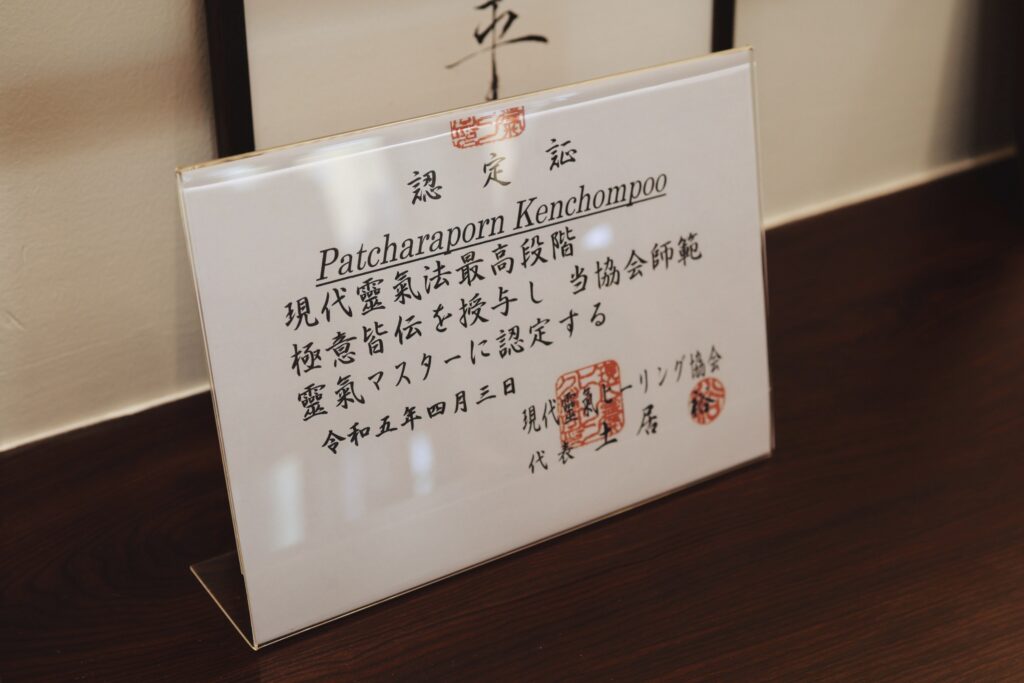 平
認定証
Patcharaporn Kenchompoo
現代靈氣法最高段階
極意皆伝を授与し 当協会師範
靈氣マスターに認定する
令和五年四月三日
現代靈氣ヒーリング協会
代表 土居 裕